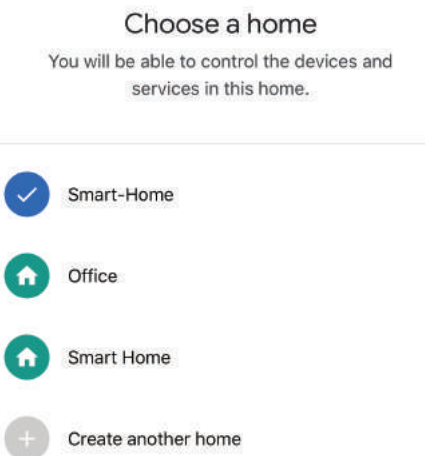 Choose a home
You will be able to control the devices and
services in this home.
Smart-Home
Office
Smart Home
Create another home